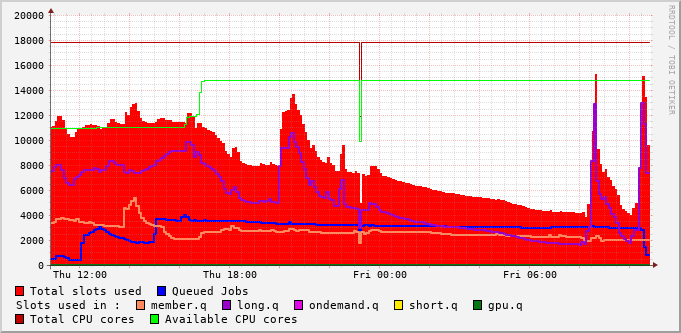 20000
18000
16000
14000
12000
10000
8000
6000
4000
2000
0
Thu 12:00 Thu 18:00 Fri 00:00 Fri 06:00
RRDTOOL / TOBI OETIKER
Total slots used Queued Jobs
Slots used in : member.q long.q ondemand.q short.q gpu.q
Total CPU cores Available CPU cores